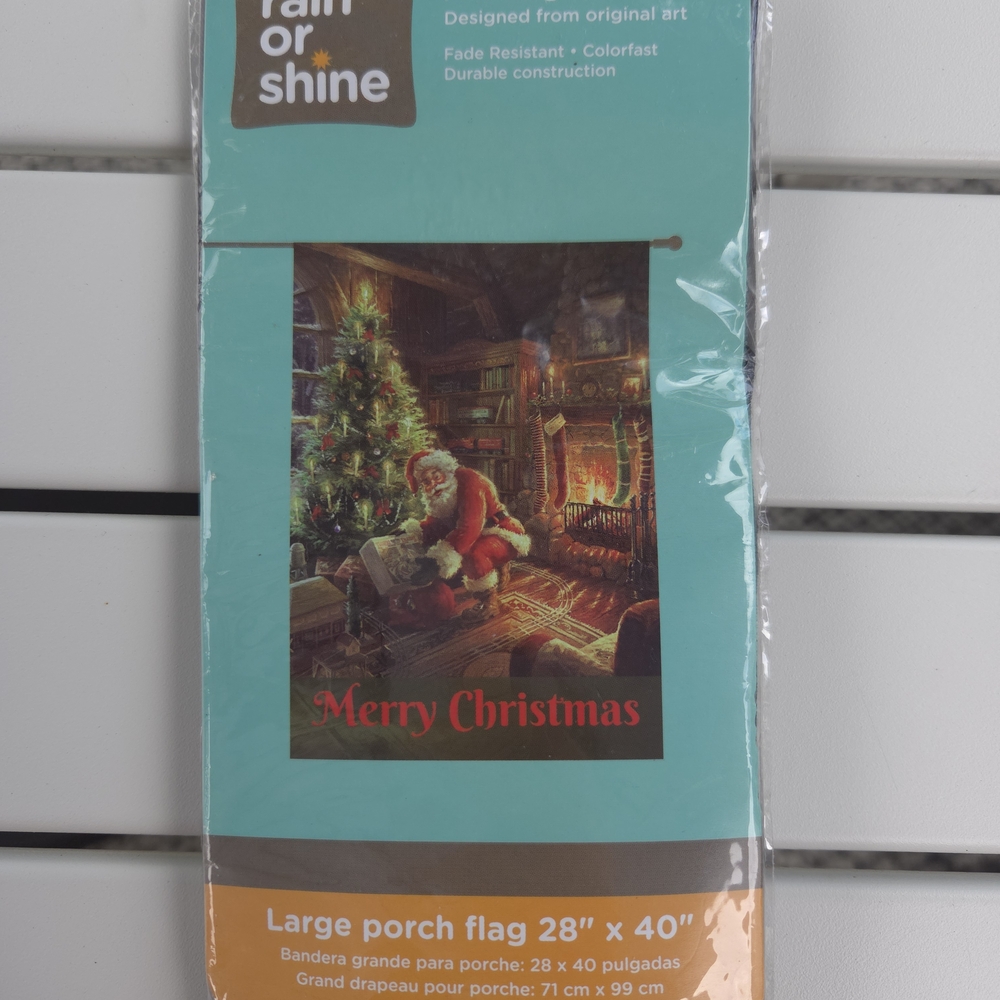 rain
or
shine
Designed from original art
Fade Resistant • Colorfast
Durable construction
Merry Christmas
Large porch flag 28" x 40"
Bandera grande para porche: 28 x 40 pulgadas
Grand drapeau pour porche: 71 cm x 99 cm